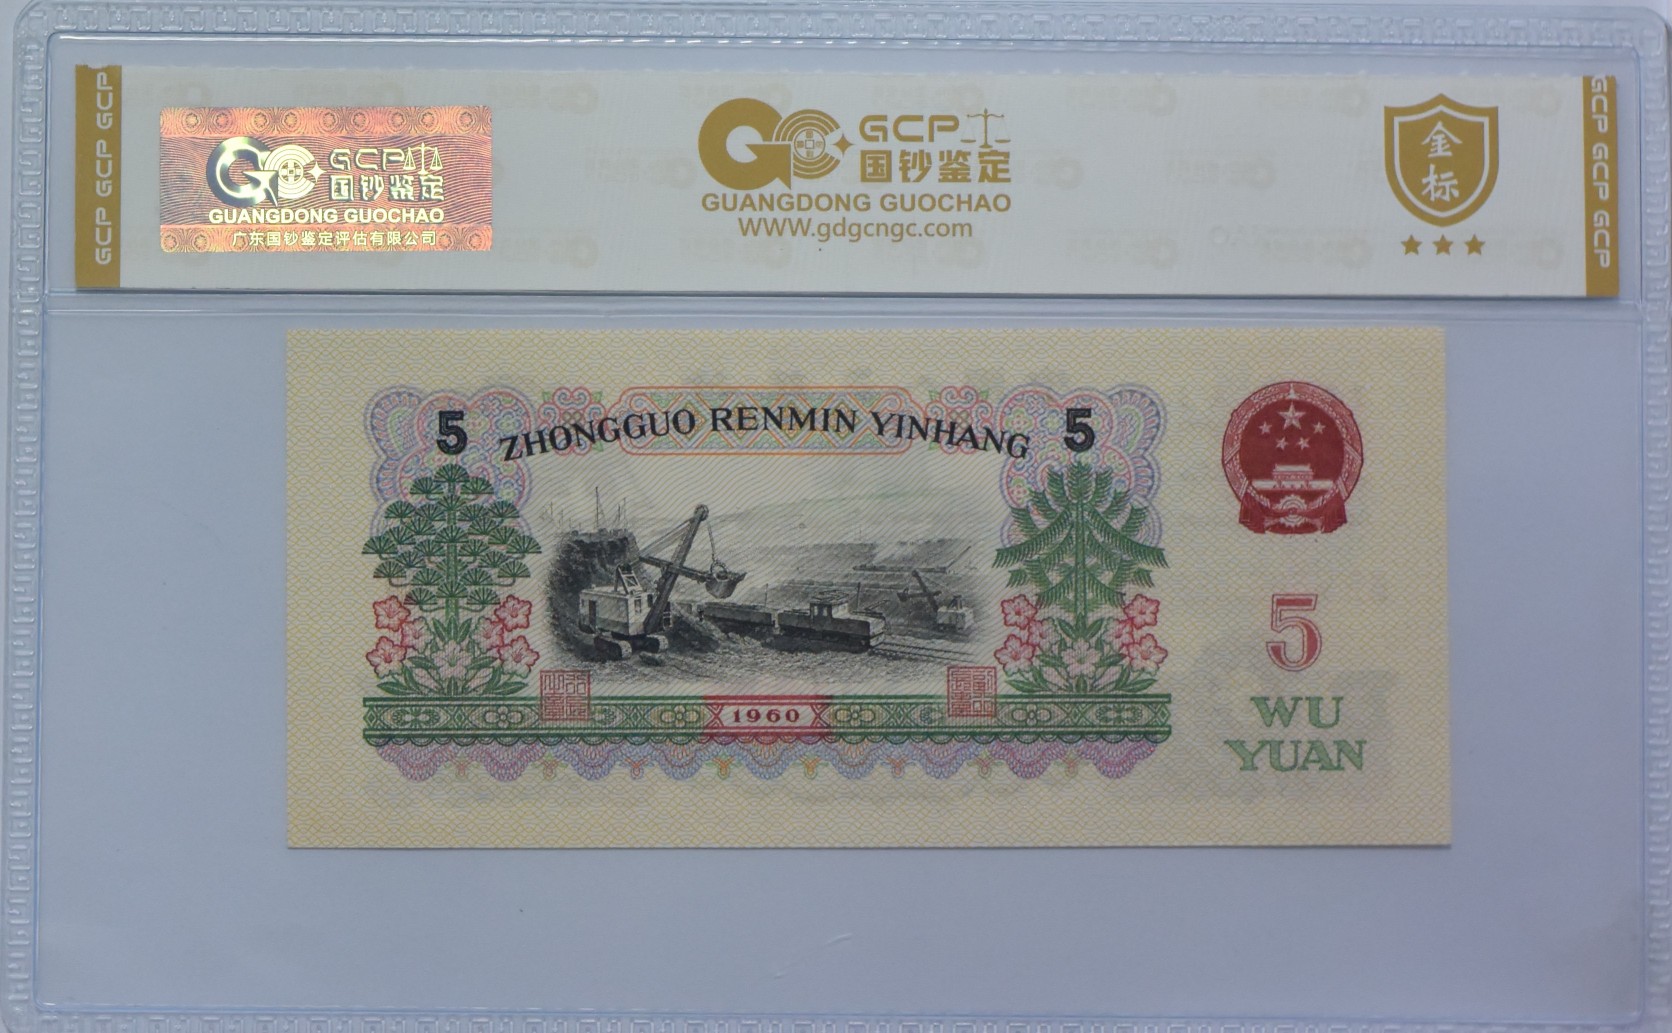 GCP GCP GCP
GCP
国钞鉴定
GUANGDONG GUOCHAO
广东国钞鉴定评估有限公司
GCP
国钞鉴定
GUANGDONG GUOCHAO
WWW.gdgcngc.com
金标
GCP GCP GCP
5 ZHONGGUO RENMIN YINHANG 5
1960
5
WU
YUAN